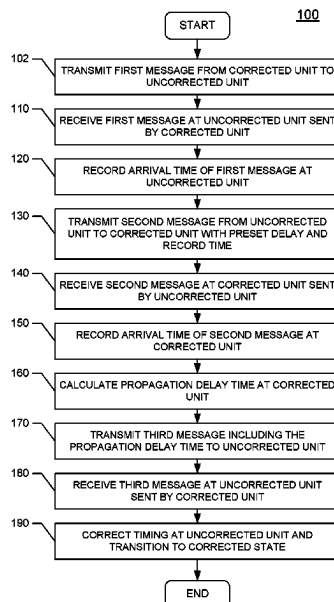 100
START
102
TRANSMIT FIRST MESSAGE FROM CORRECTED UNIT TO
UNCORRECTED UNIT
110
RECEIVE FIRST MESSAGE AT UNCORRECTED UNIT SENT
BY CORRECTED UNIT
120
RECORD ARRIVAL TIME OF FIRST MESSAGE AT
UNCORRECTED UNIT
130
TRANSMIT SECOND MESSAGE FROM UNCORRECTED
UNIT TO CORRECTED UNIT WITH PRESET DELAY AND
RECORD TIME
140
RECEIVE SECOND MESSAGE AT CORRECTED UNIT SENT
BY UNCORRECTED UNIT
150
RECORD ARRIVAL TIME OF SECOND MESSAGE AT
CORRECTED UNIT
160
CALCULATE PROPAGATION DELAY TIME AT CORRECTED
UNIT
170
TRANSMIT THIRD MESSAGE INCLUDING THE
PROPAGATION DELAY TIME TO UNCORRECTED UNIT
180
RECEIVE THIRD MESSAGE AT UNCORRECTED UNIT
SENT BY CORRECTED UNIT
190
CORRECT TIMING AT UNCORRECTED UNIT AND
TRANSITION TO CORRECTED STATE
END